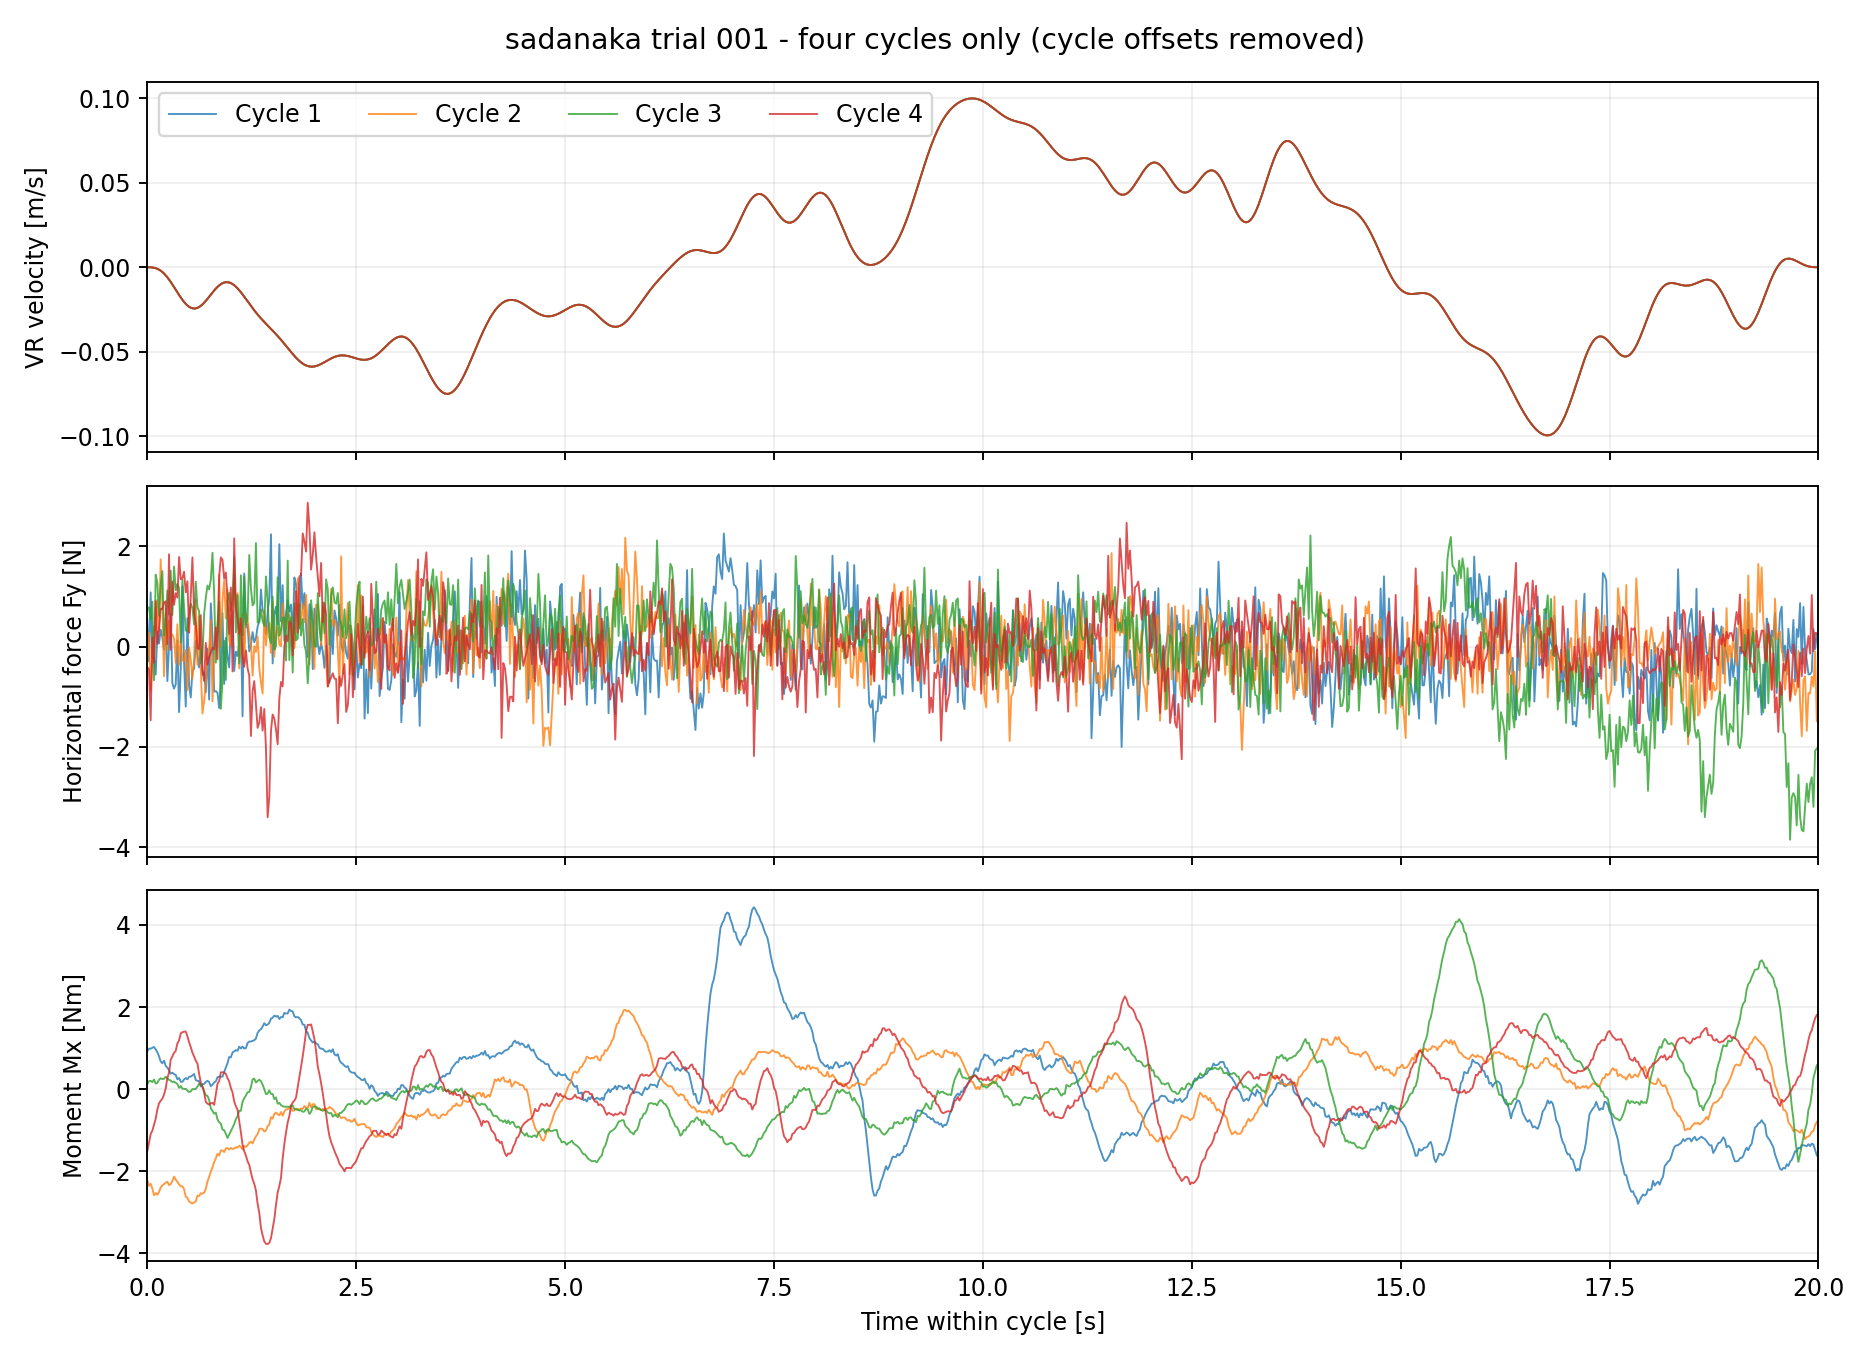 sadanaka trial 001 - four cycles only (cycle offsets removed)
Cycle 1 Cycle 2 Cycle 3 Cycle 4
VR velocity [m/s]
0.10
0.05
0.00
−0.05
−0.10
Horizontal force Fy [N]
2
0
−2
−4
Moment Mx [Nm]
4
2
0
−2
−4
0.0 2.5 5.0 7.5 10.0 12.5 15.0 17.5 20.0
Time within cycle [s]